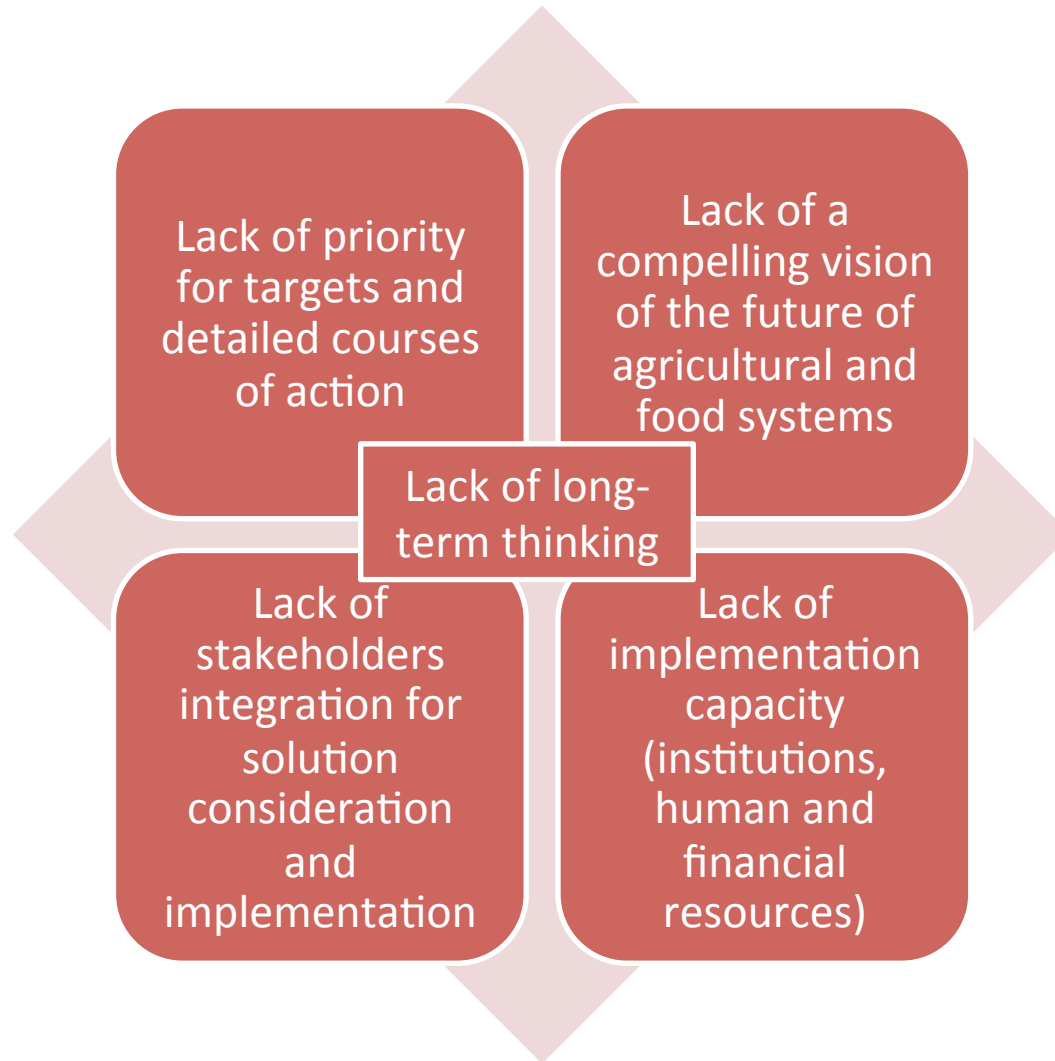 Lack of priority
for targets and
detailed courses
of action
Lack of a
compelling vision
of the future of
agricultural and
food systems
Lack of long-
term thinking
Lack of
stakeholders
integration for
solution
consideration
and
implementation
Lack of
implementation
capacity
(institutions,
human and
financial
resources)